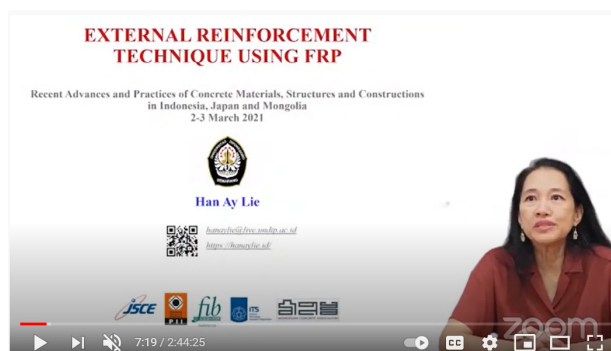 EXTERNAL REINFORCEMENT
TECHNIQUE USING FRP
Recent Advances and Practices of Concrete Materials, Structures and Constructions
in Indonesia, Japan and Mongolia
2-3 March 2021
Han Ay Lie
hanaylie@live.undip.ac.id
https://hanaylie.id/
JSCE
fib
ITS
zoom
7:19 / 2:44:25
CC